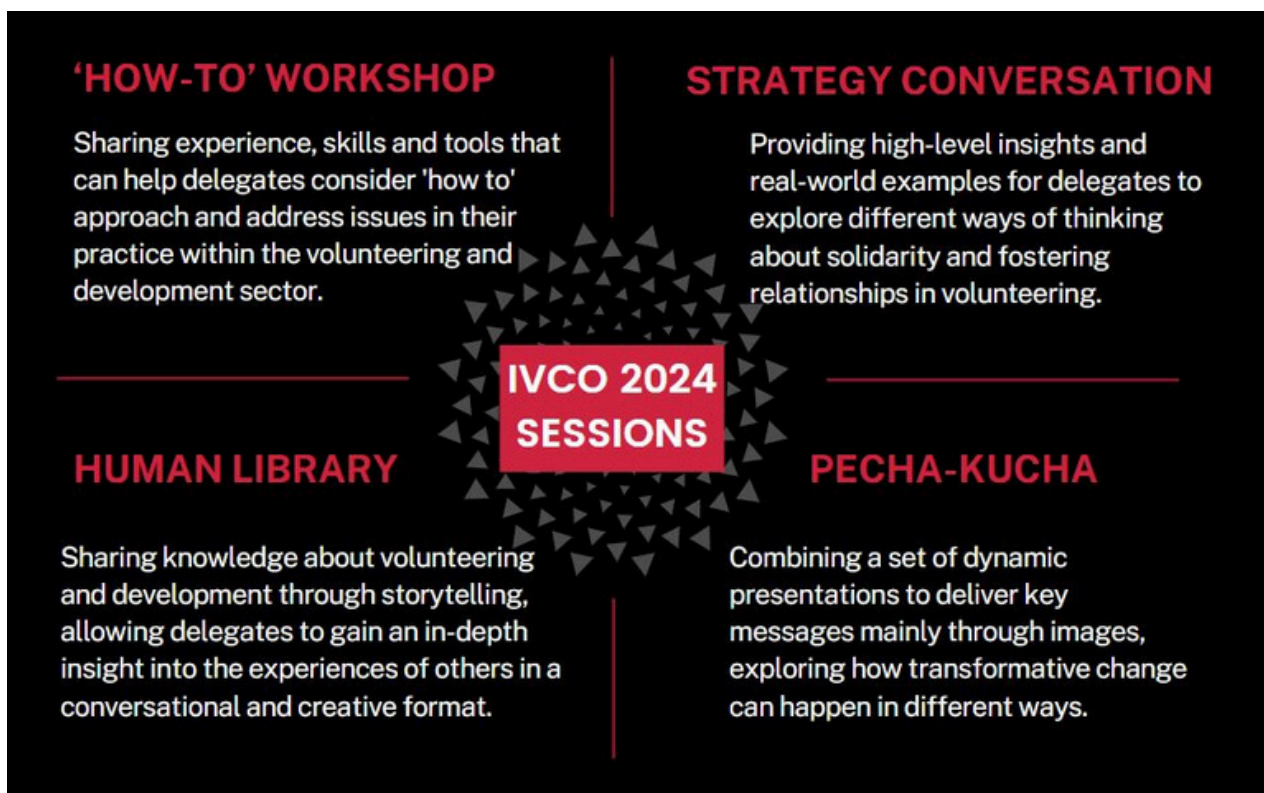 ‘HOW-TO’ WORKSHOP
Sharing experience, skills and tools that
can help delegates consider 'how to'
approach and address issues in their
practice within the volunteering and
development sector.
STRATEGY CONVERSATION
Providing high-level insights and
real-world examples for delegates to
explore different ways of thinking
about solidarity and fostering
relationships in volunteering.
IVCO 2024
SESSIONS
HUMAN LIBRARY
Sharing knowledge about volunteering
and development through storytelling,
allowing delegates to gain an in-depth
insight into the experiences of others in a
conversational and creative format.
PECHA-KUCHA
Combining a set of dynamic
presentations to deliver key
messages mainly through images,
exploring how transformative change
can happen in different ways.